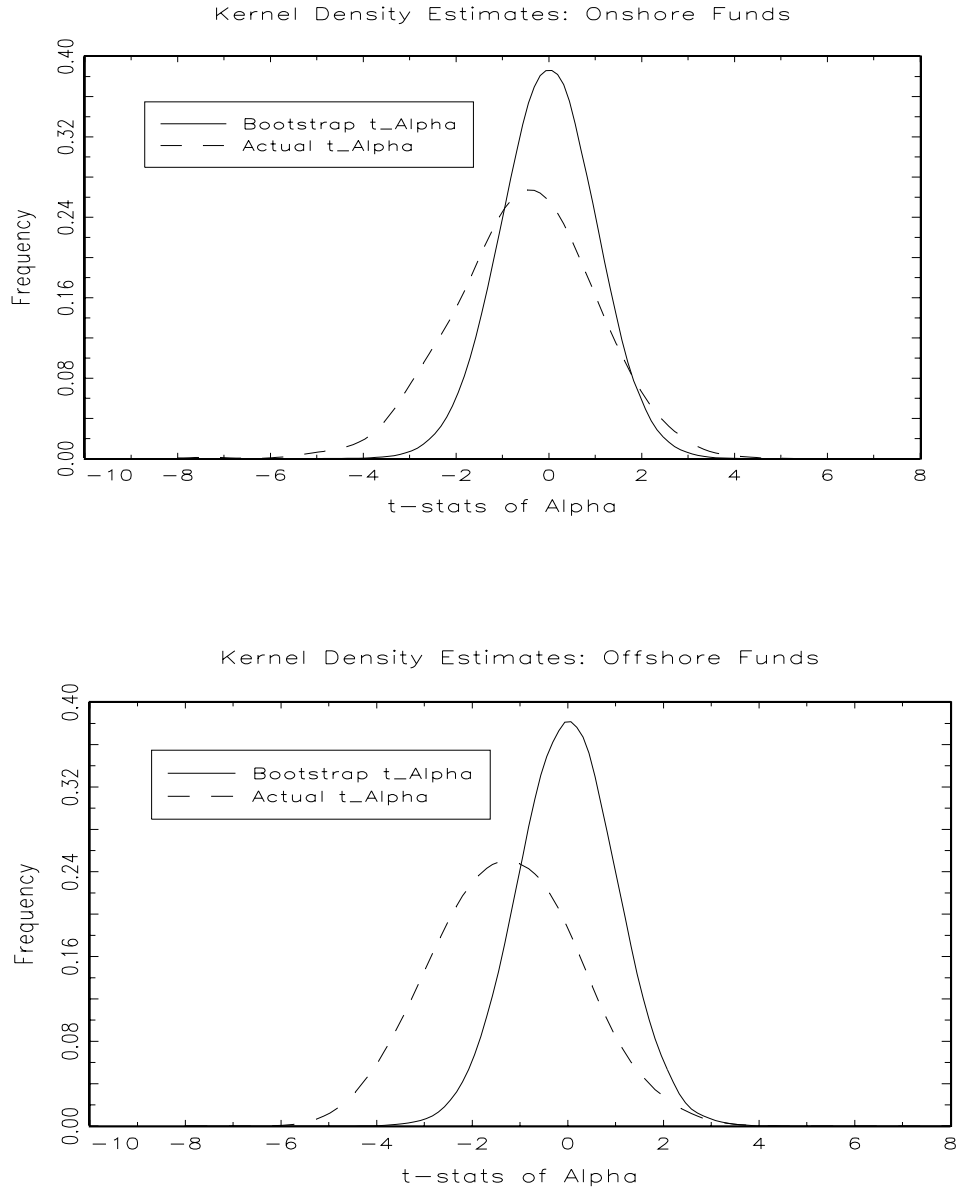 Kernel Density Estimates: Onshore Funds
0.40
0.32
0.24
0.16
0.08
0.00
Frequency
Bootstrap t_Alpha
Actual t_Alpha
−10 −8 −6 −4 −2 0 2 4 6 8
t−stats of Alpha
Kernel Density Estimates: Offshore Funds
0.40
0.32
0.24
0.16
0.08
0.00
Frequency
Bootstrap t_Alpha
Actual t_Alpha
−10 −8 −6 −4 −2 0 2 4 6 8
t−stats of Alpha